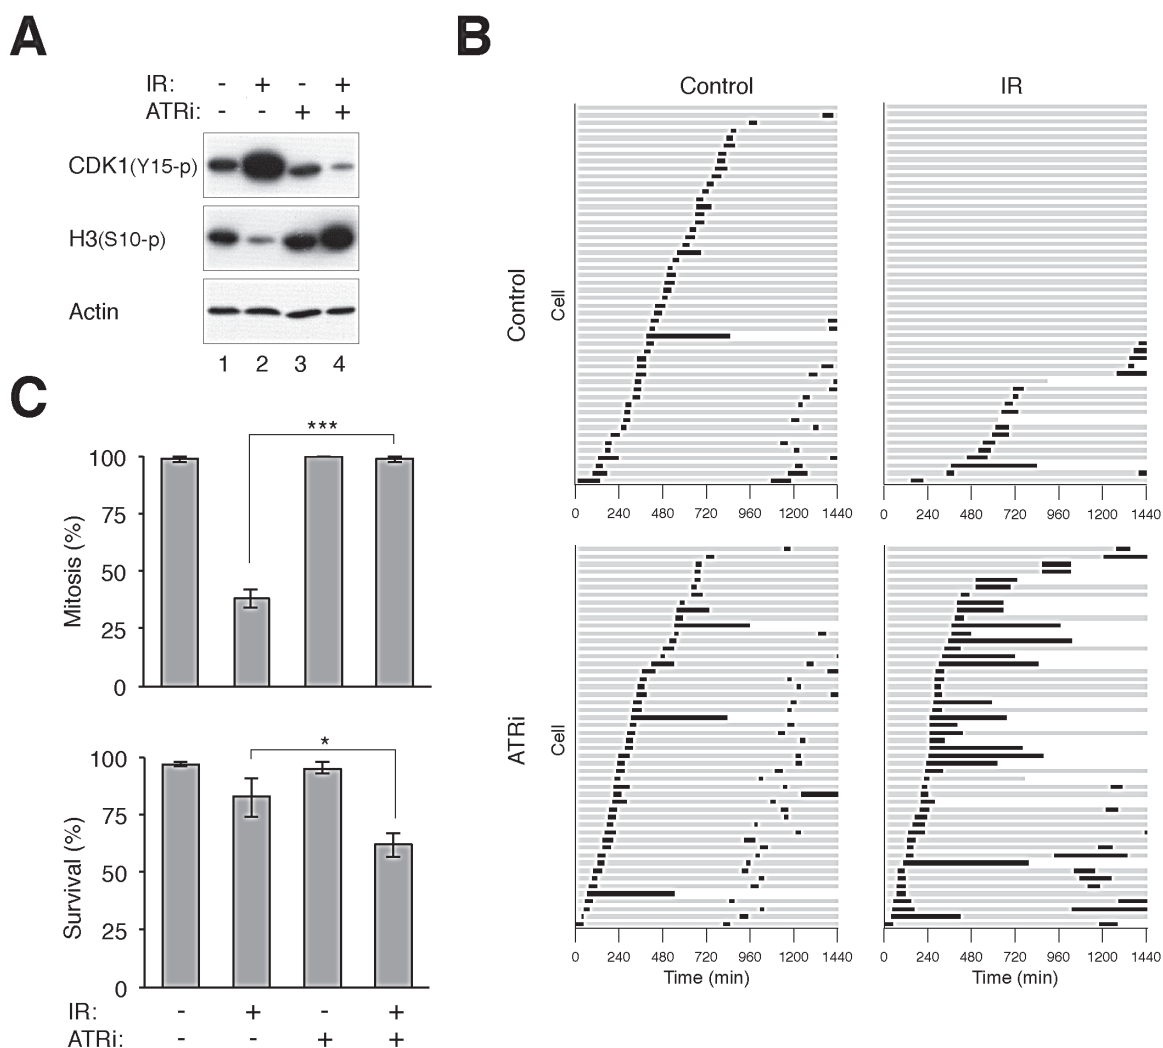 A
IR: - + - +
ATRi: - - + +
CDK1(Y15-p)
H3(S10-p)
Actin
1 2 3 4
B
Control IR
Control
Cell
0 240 480 720 960 1200 1440
0 240 480 720 960 1200 1440
ATRi
Cell
0 240 480 720 960 1200 1440
Time (min)
0 240 480 720 960 1200 1440
Time (min)
C
***
Mitosis (%)
100
75
50
25
0
*
Survival (%)
100
75
50
25
0
IR: - + - +
ATRi: - - + +